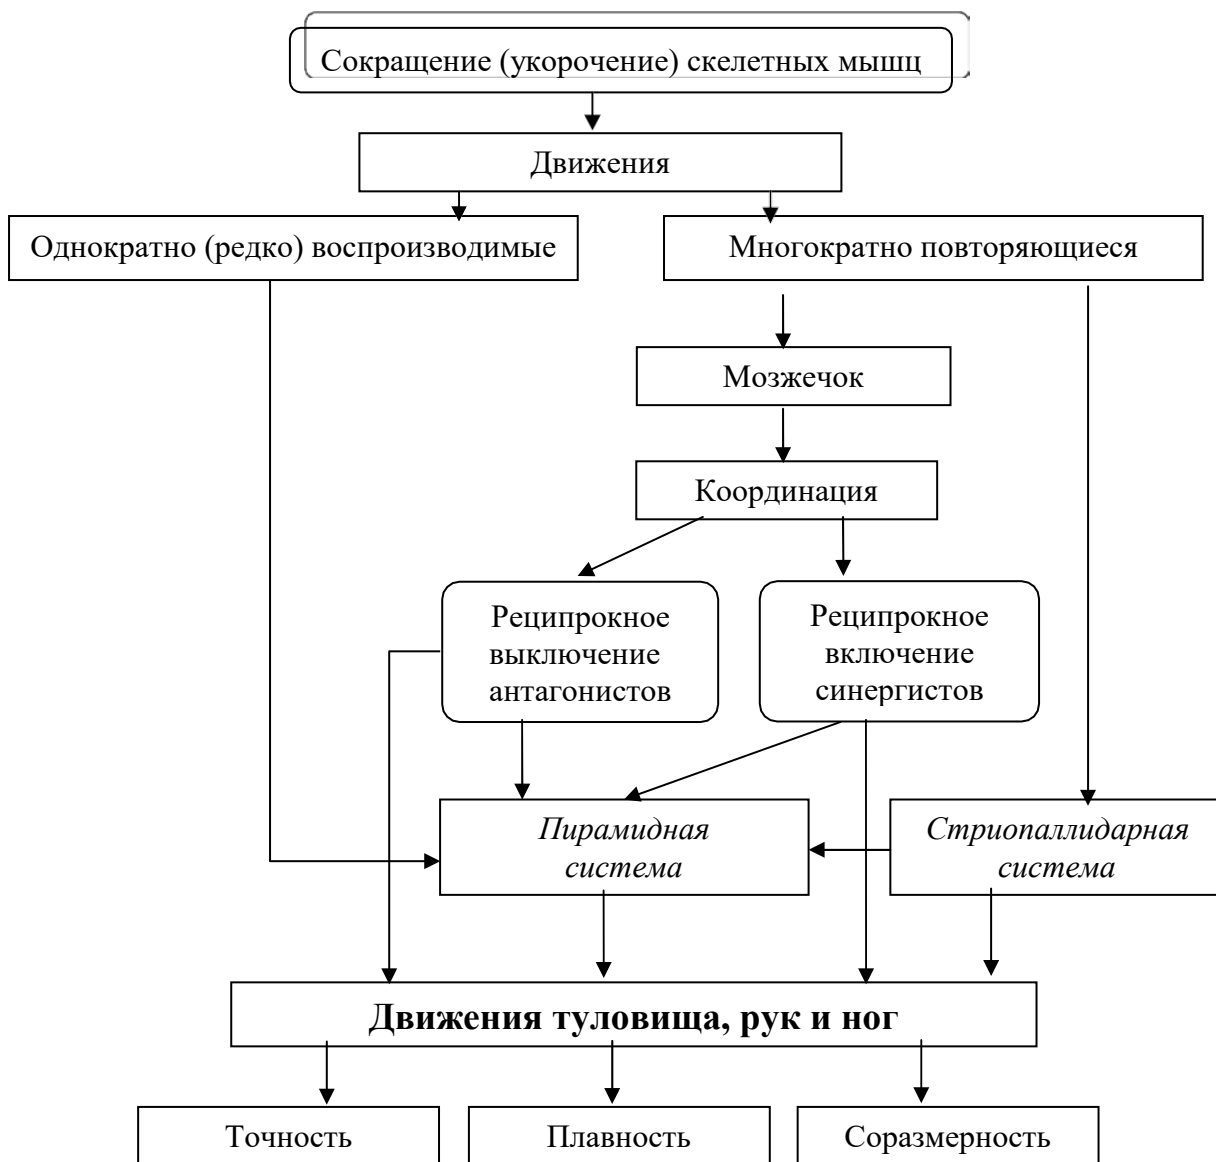 Сокращение (укорочение) скелетных мышц
Движения
Однократно (редко) воспроизводимые
Многократно повторяющиеся
Мозжечок
Координация
Реципрокное
выключение
антагонистов
Реципрокное
включение
синергистов
Пирамидная
система
Стриопаллидарная
система
Движения туловища, рук и ног
Точность
Плавность
Соразмерность